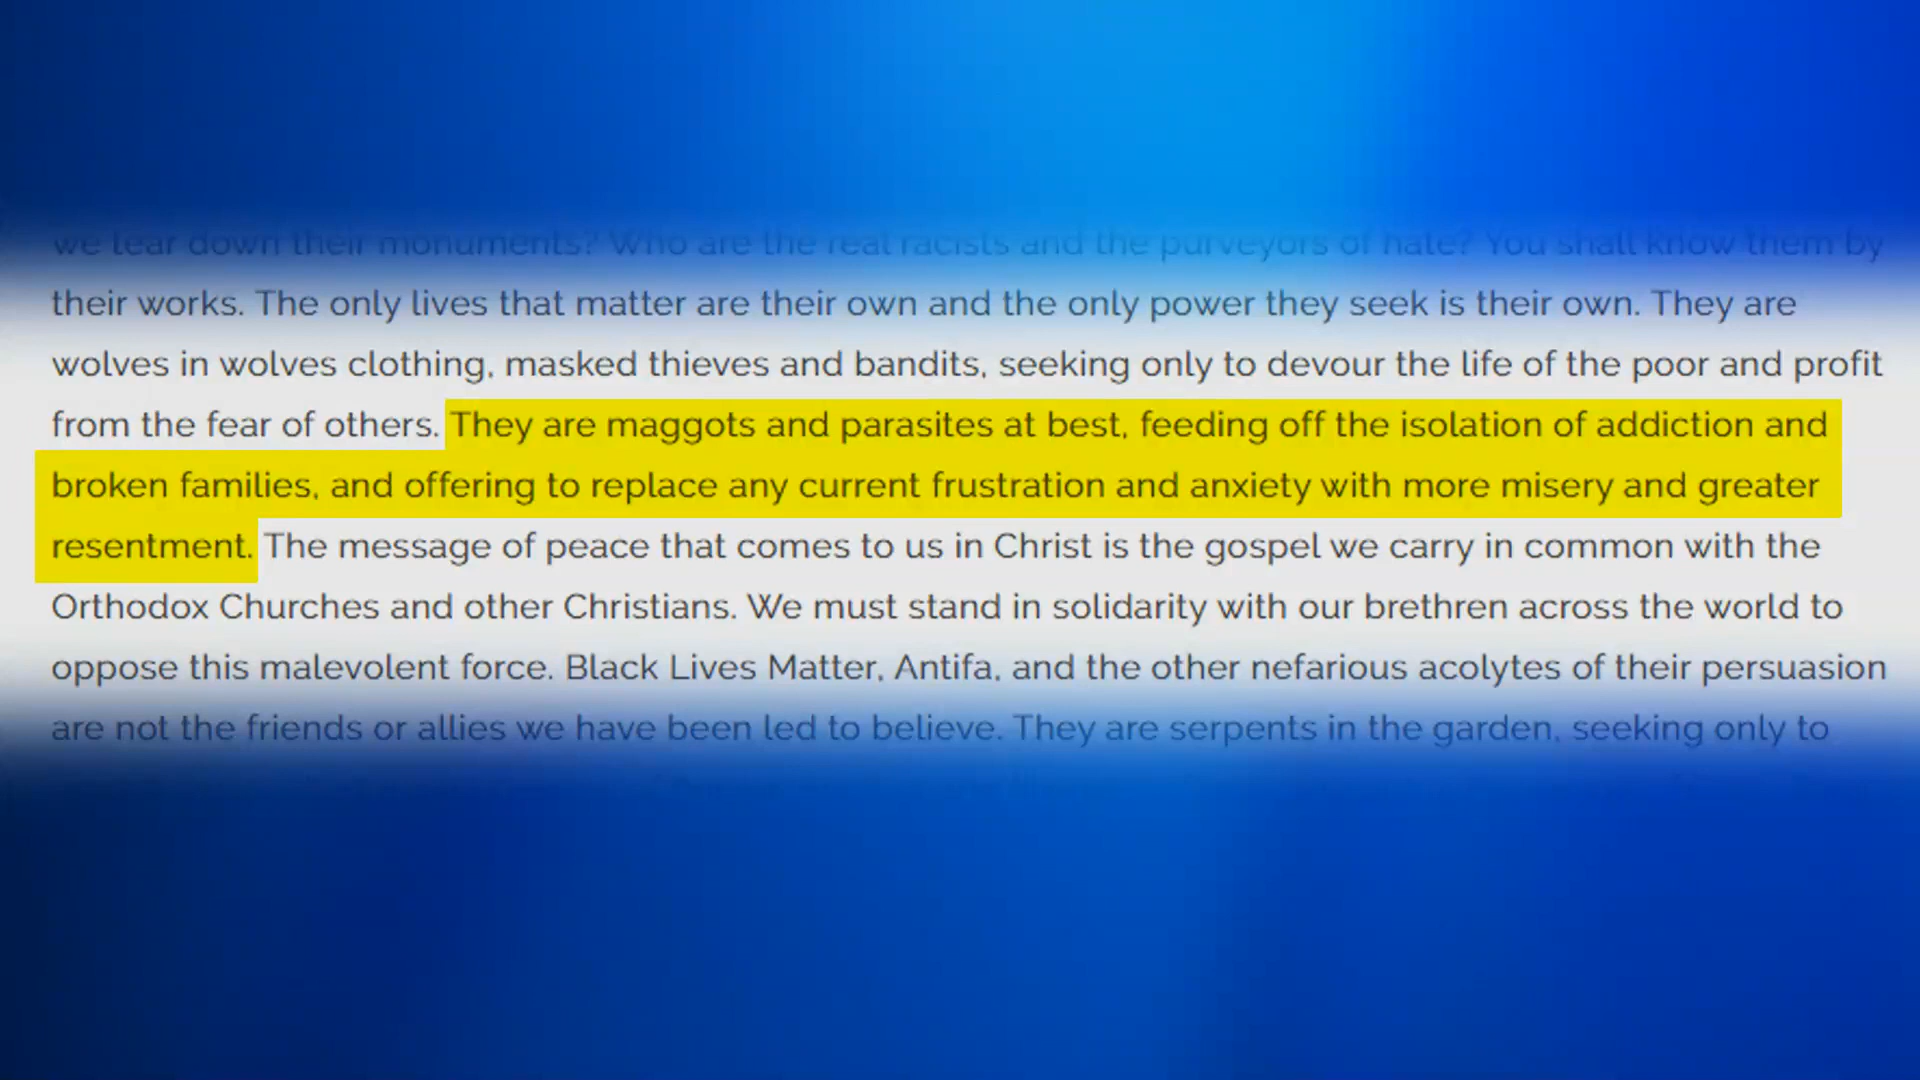 we tear down their monuments? Who are the real racists and the purveyors of hate? You shall know them by
their works. The only lives that matter are their own and the only power they seek is their own. They are
wolves in wolves clothing, masked thieves and bandits, seeking only to devour the life of the poor and profit
from the fear of others. They are maggots and parasites at best, feeding off the isolation of addiction and
broken families, and offering to replace any current frustration and anxiety with more misery and greater
resentment. The message of peace that comes to us in Christ is the gospel we carry in common with the
Orthodox Churches and other Christians. We must stand in solidarity with our brethren across the world to
oppose this malevolent force. Black Lives Matter, Antifa, and the other nefarious acolytes of their persuasion
are not the friends or allies we have been led to believe. They are serpents in the garden, seeking only to